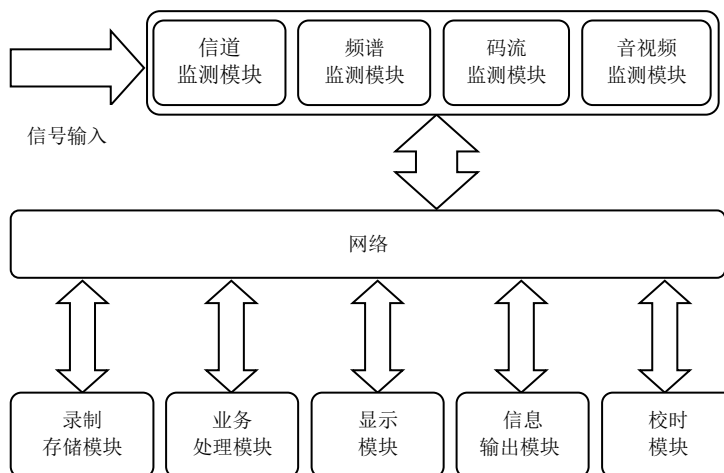 信道
监测模块
频谱
监测模块
码流
监测模块
音视频
监测模块
信号输入
网络
录制
存储模块
业务
处理模块
显示
模块
信息
输出模块
校时
模块